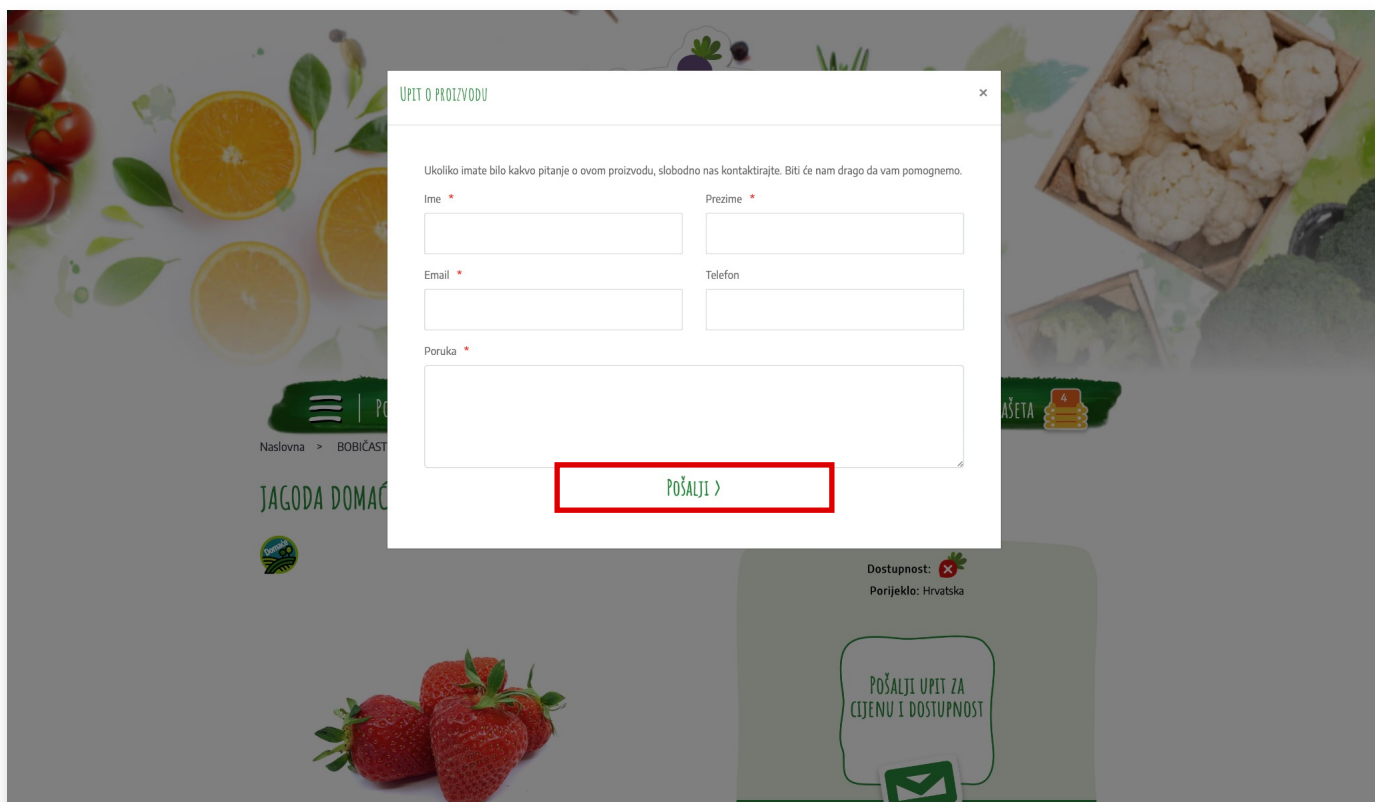 Upit o proizvodu
×
Ukoliko imate bilo kakvo pitanje o ovom proizvodu, slobodno nas kontaktirajte. Biti će nam drago da vam pomognemo.
Ime * Prezime *
Email * Telefon
Poruka *
4
Naslovna > 
Pošalji >
JAGODA DOMAĆ
Domaće
Dostupnost:
Porijeklo: Hrvatska
Pošalji upit za
cijenu i dostupnost